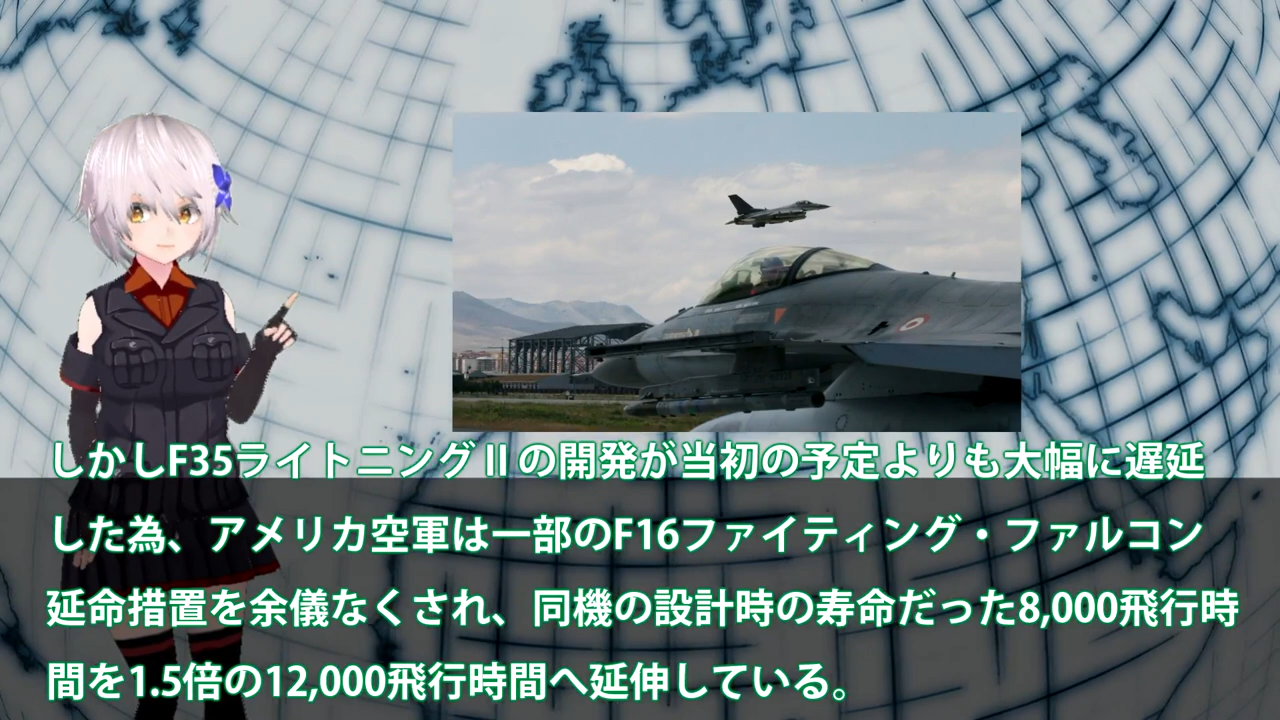 しかしF35ライトニングⅡの開発が当初の予定よりも大幅に遅延
した為、アメリカ空軍は一部のF16ファイティング・ファルコン
延命措置を余儀なくされ、同機の設計時の寿命だった8,000飛行時
間を1.5倍の12,000飛行時間へ延伸している。